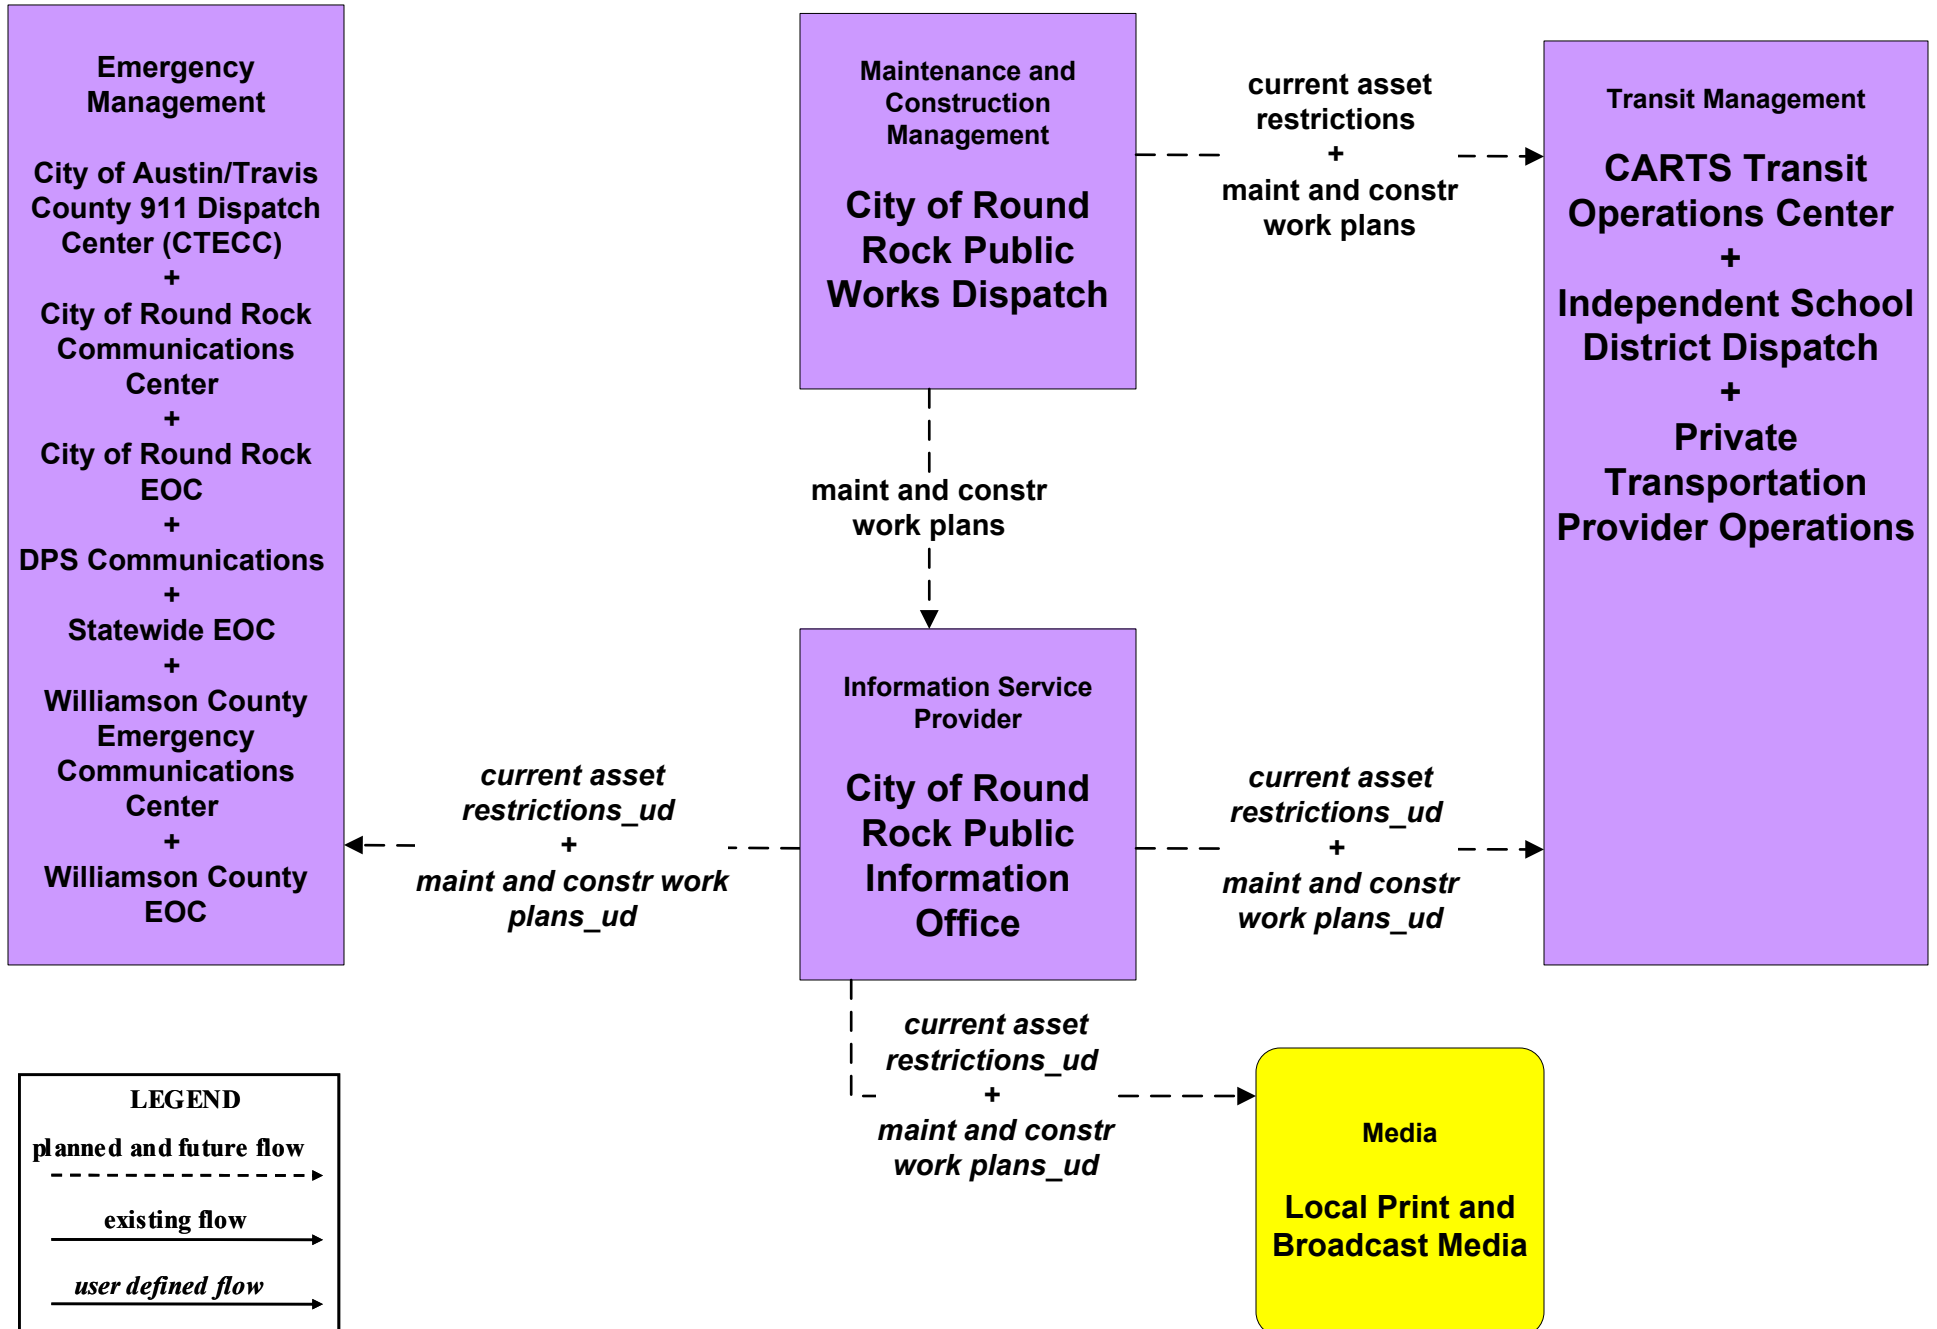 Emergency
Management
City of Austin/Travis
County 911 Dispatch
Center (CTECC)
+
City of Round Rock
Communications
Center
+
City of Round Rock
EOC
+
DPS Communications
+
Statewide EOC
+
Williamson County
Emergency
Communications
Center
+
Williamson County
EOC
Maintenance and
Construction
Management
City of Round
Rock Public
Works Dispatch
current asset
restrictions
+
maint and constr
work plans
Transit Management
CARTS Transit
Operations Center
+
Independent School
District Dispatch
+
Private
Transportation
Provider Operations
maint and constr
work plans
Information Service
Provider
City of Round
Rock Public
Information
Office
current asset
restrictions_ud
+
maint and constr work
plans_ud
current asset
restrictions_ud
+
maint and constr
work plans_ud
current asset
restrictions_ud
+
maint and constr
work plans_ud
Media
Local Print and
Broadcast Media
LEGEND
planned and future flow
existing flow
user defined flow